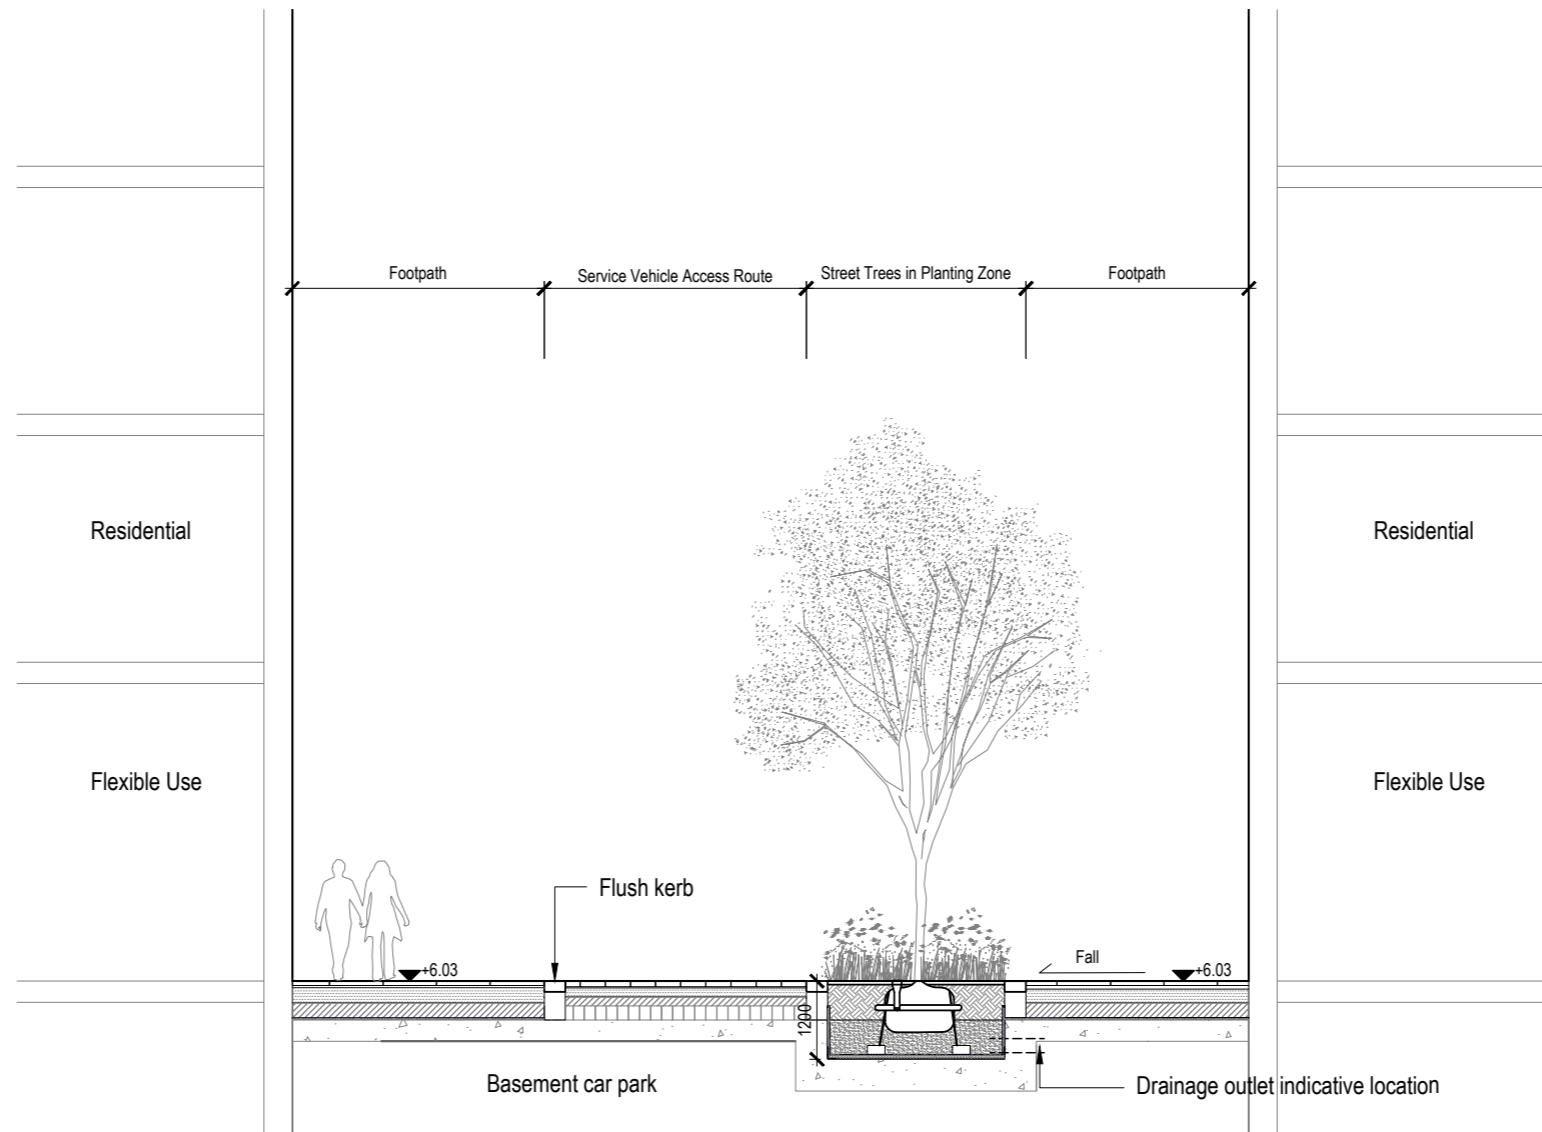 Footpath
Service Vehicle Access Route
Street Trees in Planting Zone
Footpath
Residential
Residential
Flexible Use
Flexible Use
Flush kerb
+6.03
Fall
+6.03
1200
Basement car park
Drainage outlet indicative location